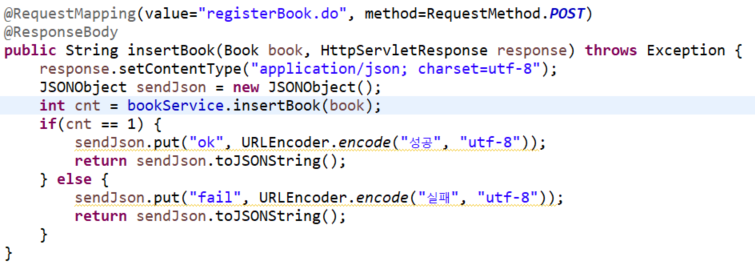 @RequestMapping(value="registerBook.do", method=RequestMethod.POST)
@ResponseBody
public String insertBook(Book book, HttpServletResponse response) throws Exception {
    response.setContentType("application/json; charset=utf-8");
    JSONObject sendJson = new JSONObject();
    int cnt = bookService.insertBook(book);
    if(cnt == 1) {
        sendJson.put("ok", URLEncoder.encode("성공", "utf-8"));
        return sendJson.toJSONString();
    } else {
        sendJson.put("fail", URLEncoder.encode("실패", "utf-8"));
        return sendJson.toJSONString();
    }
}